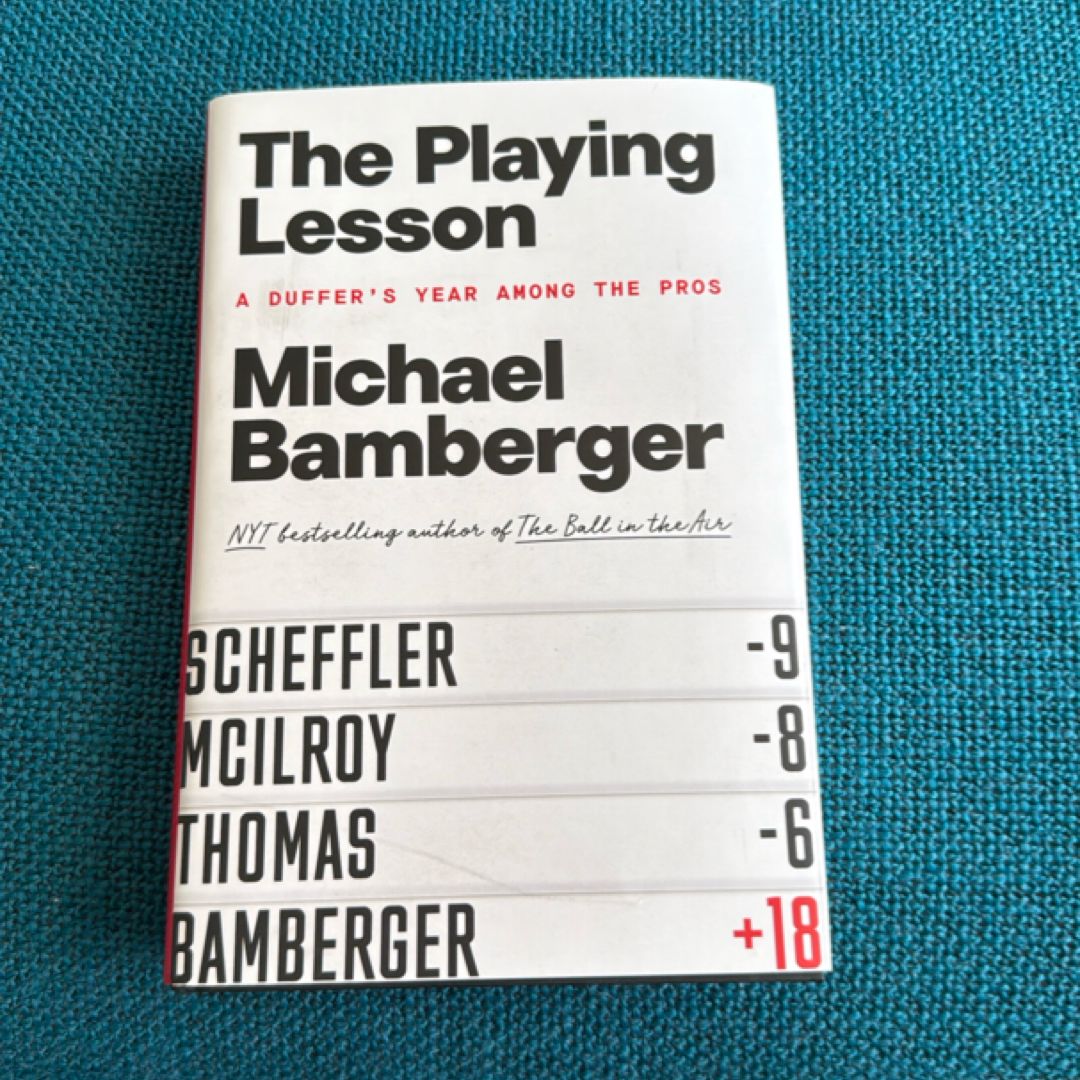 The Playing
Lesson
A DUFFER'S YEAR AMONG THE PROS
Michael
Bamberger
NYT bestselling author of The Ball in the Air
SCHEFFLER -9
MCILROY -8
THOMAS -6
BAMBERGER +18